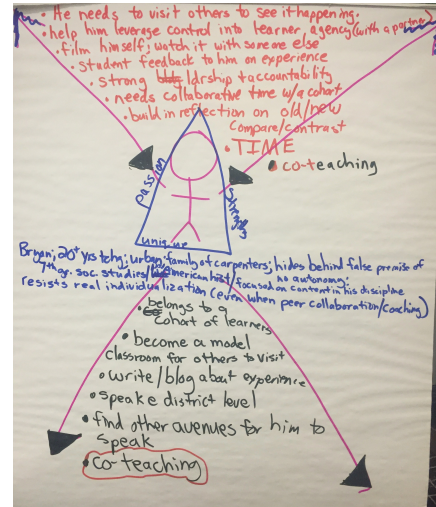 • He needs to visit others to see it happening.
• help him leverage control into learner agency (with a partner)
• film himself; watch it with someone else
• student feedback to him on experience
• strong ldrship + accountability
• needs collaborative time w/a cohort
• build in reflection on old/new
Compare/contrast
• TIME
• co-teaching
passion
strengths
unique
Bryan; 20+ yrs tchg; urban; family of carpenters; hides behind false premise of
no autonomy;
7th gr. soc. studies/American hist/focused on content in his discipline
resists real individualization (even when peer collaboration/coaching)
• belongs to a
cohort of learners
• become a model
classroom for others to visit
• write/blog about experience
• speak @ district level
• find other avenues for him to
speak
• co-teaching